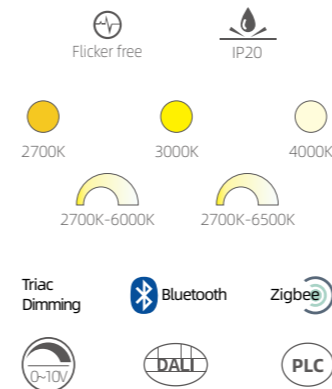 Flicker free
IP20
2700K
3000K
4000K
2700K-6000K
2700K-6500K
Triac
Dimming
Bluetooth
Zigbee
0~10V
DALI
PLC